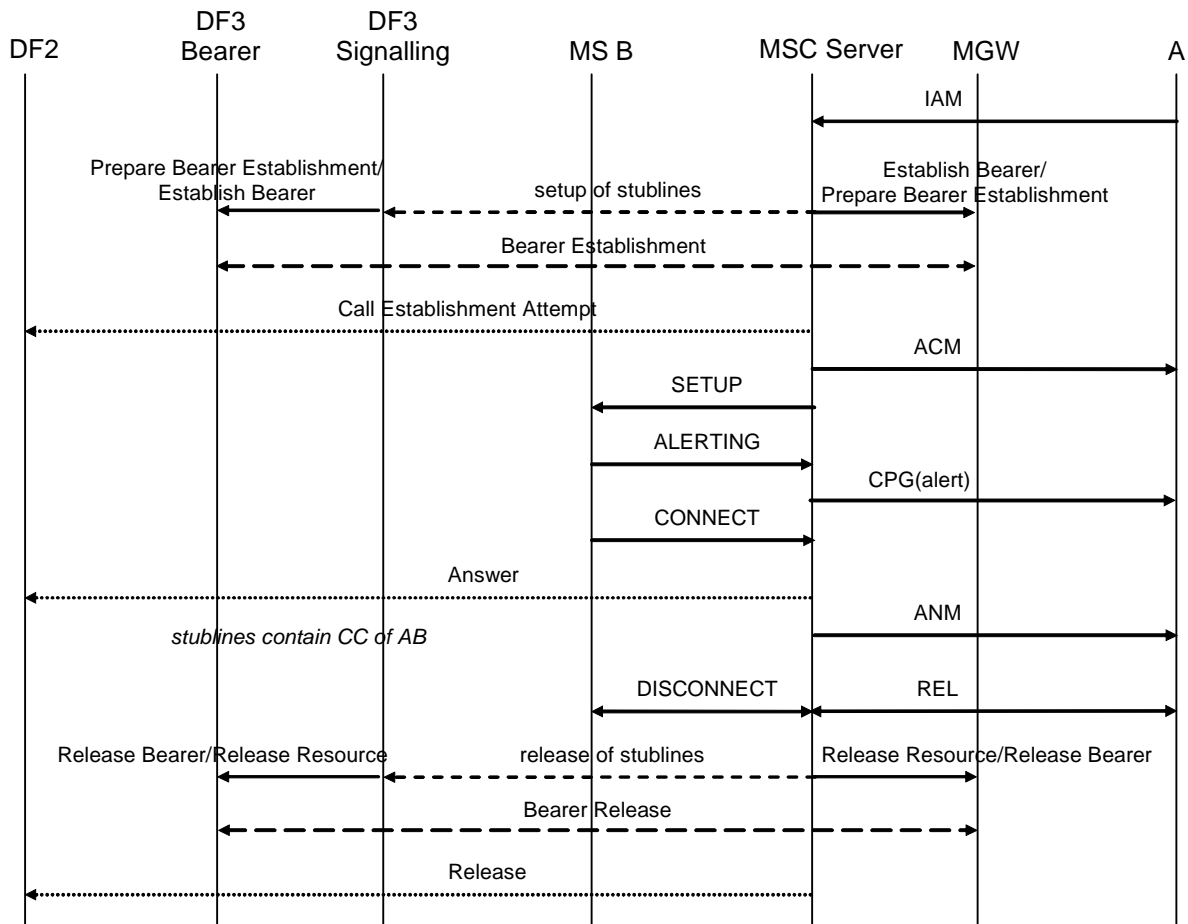 DF3
DF3
DF2
Bearer
Signalling
MS B
MSC Server
MGW
A
IAM
Prepare Bearer Establishment/
Establish Bearer
setup of stublines
Establish Bearer/
Prepare Bearer Establishment
Bearer Establishment
Call Establishment Attempt
ACM
SETUP
ALERTING
CPG(alert)
CONNECT
Answer
ANM
stublines contain CC of AB
DISCONNECT
REL
Release Bearer/Release Resource
release of stublines
Release Resource/Release Bearer
Bearer Release
Release